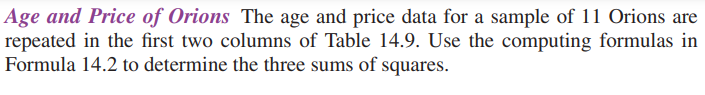 Age and Price of Orions The age and price data for a sample of 11 Orions are
repeated in the first two columns of Table 14.9. Use the computing formulas in
Formula 14.2 to determine the three sums of squares.